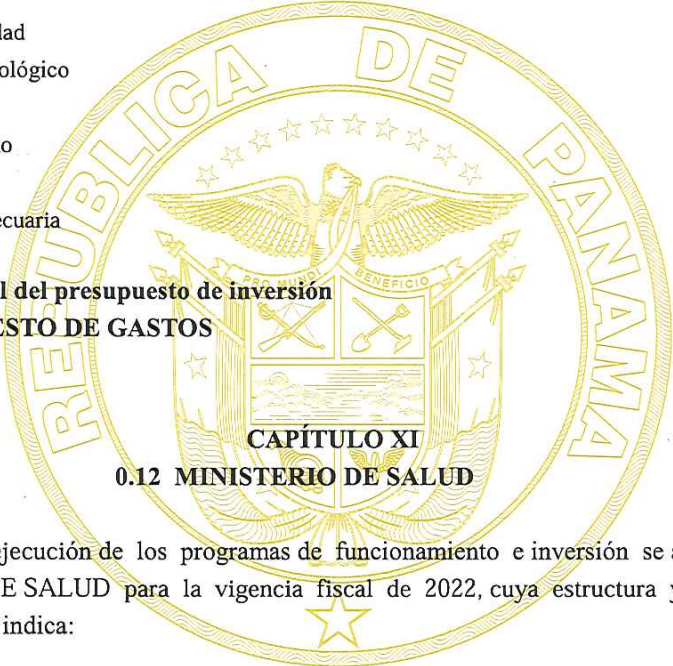 dad
ológico
lo
ecuaria
l del presupuesto de inversión
ESTO DE GASTOS
REPUBLICA DE PANAMA
PRO MUNDI BENEFICIO
CAPÍTULO XI
0.12 MINISTERIO DE SALUD
ejecución de los programas de funcionamiento e inversión se a
E SALUD para la vigencia fiscal de 2022, cuya estructura y
indica: